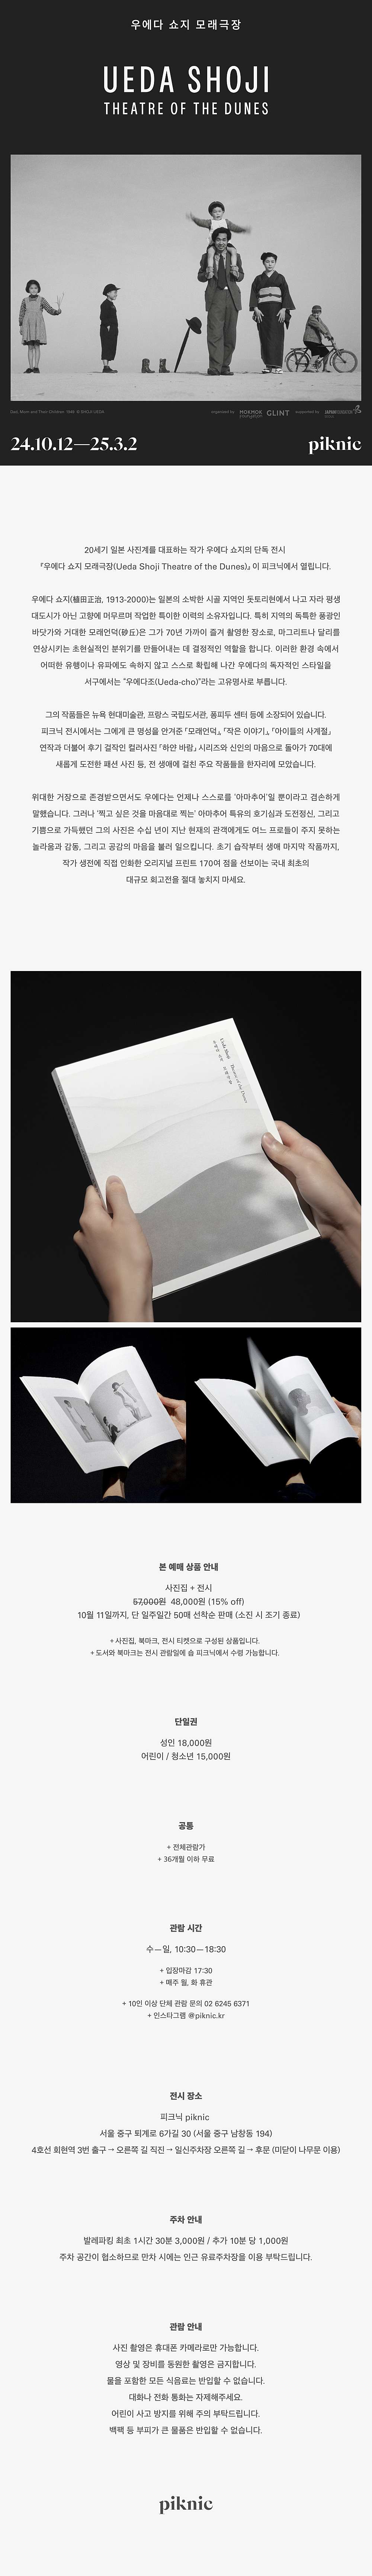 우에다 쇼지 모래극장
UEDA SHOJI
THEATRE OF THE DUNES
Dad, Mom and Their Children, 1949 © SHOJI UEDA
organized by MOKMOK GLINT supported by JAPANFOUNDATION
24.10.12—25.3.2
piknic
20세기 일본 사진계를 대표하는 작가 우에다 쇼지의 단독 전시
『우에다 쇼지 모래극장(Ueda Shoji Theatre of the Dunes)』이 피크닉에서 열립니다.
우에다 쇼지(植田正治, 1913-2000)는 일본의 소박한 시골 지역인 돗토리현에서 나고 자라 평생
대도시가 아닌 고향에 머무르며 작업한 특이한 이력의 소유자입니다. 특히 지역의 독특한 풍광인
바닷가와 거대한 모래언덕(砂丘)은 그가 70년 가까이 즐겨 촬영한 장소로, 마그리트나 달리를
연상시키는 초현실적인 분위기를 만들어내는 데 결정적인 역할을 합니다. 이러한 환경 속에서
어떠한 유행이나 유파에도 속하지 않고 스스로 확립해 나간 우에다의 독자적인 스타일을
서구에서는 “우에다조(Ueda-cho)”라는 고유명사로 부릅니다.
그의 작품들은 뉴욕 현대미술관, 프랑스 국립도서관, 퐁피두 센터 등에 소장되어 있습니다.
피크닉 전시에서는 그에게 큰 명성을 안겨준 『모래언덕』, 『작은 이야기』, 『아이들의 사계절』
연작과 더불어 후기 걸작인 컬러사진 『하얀 바람』 시리즈와 신인의 마음으로 돌아가 70대에
새롭게 도전한 패션 사진 등, 전 생애에 걸친 주요 작품들을 한자리에 모았습니다.
위대한 거장으로 존경받으면서도 우에다는 언제나 스스로를 ‘아마추어’일 뿐이라고 겸손하게
말했습니다. 그러나 ‘찍고 싶은 것을 마음대로 찍는’ 아마추어 특유의 호기심과 도전정신, 그리고
기쁨으로 가득했던 그의 사진은 수십 년이 지난 현재의 관객에게도 여느 프로들이 주지 못하는
놀라움과 감동, 그리고 공감의 마음을 불러 일으킵니다. 초기 습작부터 생애 마지막 작품까지,
작가 생전에 직접 인화한 오리지널 프린트 170여 점을 선보이는 국내 최초의
대규모 회고전을 절대 놓치지 마세요.
Ueda Shoji
Theatre of the Dunes
본 예매 상품 안내
사진집 + 전시
57,000원 48,000원 (15% off)
10월 11일까지, 단 일주일간 50매 선착순 판매 (소진 시 조기 종료)
+ 사진집, 북마크, 전시 티켓으로 구성된 상품입니다.
+ 도서와 북마크는 전시 관람일에 숍 피크닉에서 수령 가능합니다.
단일권
성인 18,000원
어린이 / 청소년 15,000원
공통
+ 전체관람가
+ 36개월 이하 무료
관람 시간
수—일, 10:30—18:30
+ 입장마감 17:30
+ 매주 월, 화 휴관
+ 10인 이상 단체 관람 문의 02 6245 6371
+ 인스타그램 @piknic.kr
전시 장소
피크닉 piknic
서울 중구 퇴계로 6가길 30 (서울 중구 남창동 194)
4호선 회현역 3번 출구 → 오른쪽 길 직진 → 일신주차장 오른쪽 길 → 후문 (미닫이 나무문 이용)
주차 안내
발레파킹 최초 1시간 30분 3,000원 / 추가 10분 당 1,000원
주차 공간이 협소하므로 만차 시에는 인근 유료주차장을 이용 부탁드립니다.
관람 안내
사진 촬영은 휴대폰 카메라로만 가능합니다.
영상 및 장비를 동원한 촬영은 금지합니다.
물을 포함한 모든 식음료는 반입할 수 없습니다.
대화나 전화 통화는 자제해주세요.
어린이 사고 방지를 위해 주의 부탁드립니다.
백팩 등 부피가 큰 물품은 반입할 수 없습니다.
piknic